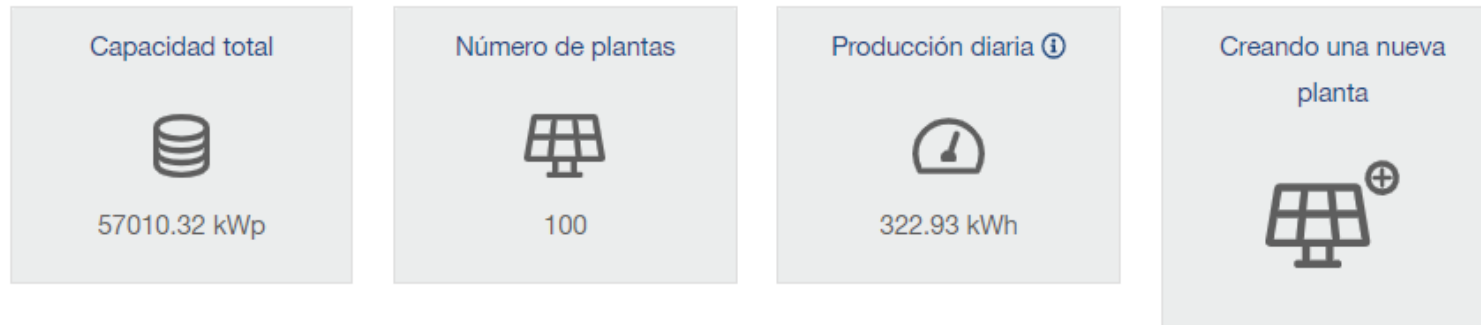 Capacidad total
57010.32 kWp
Número de plantas
100
Producción diaria
322.93 kWh
Creando una nueva
planta